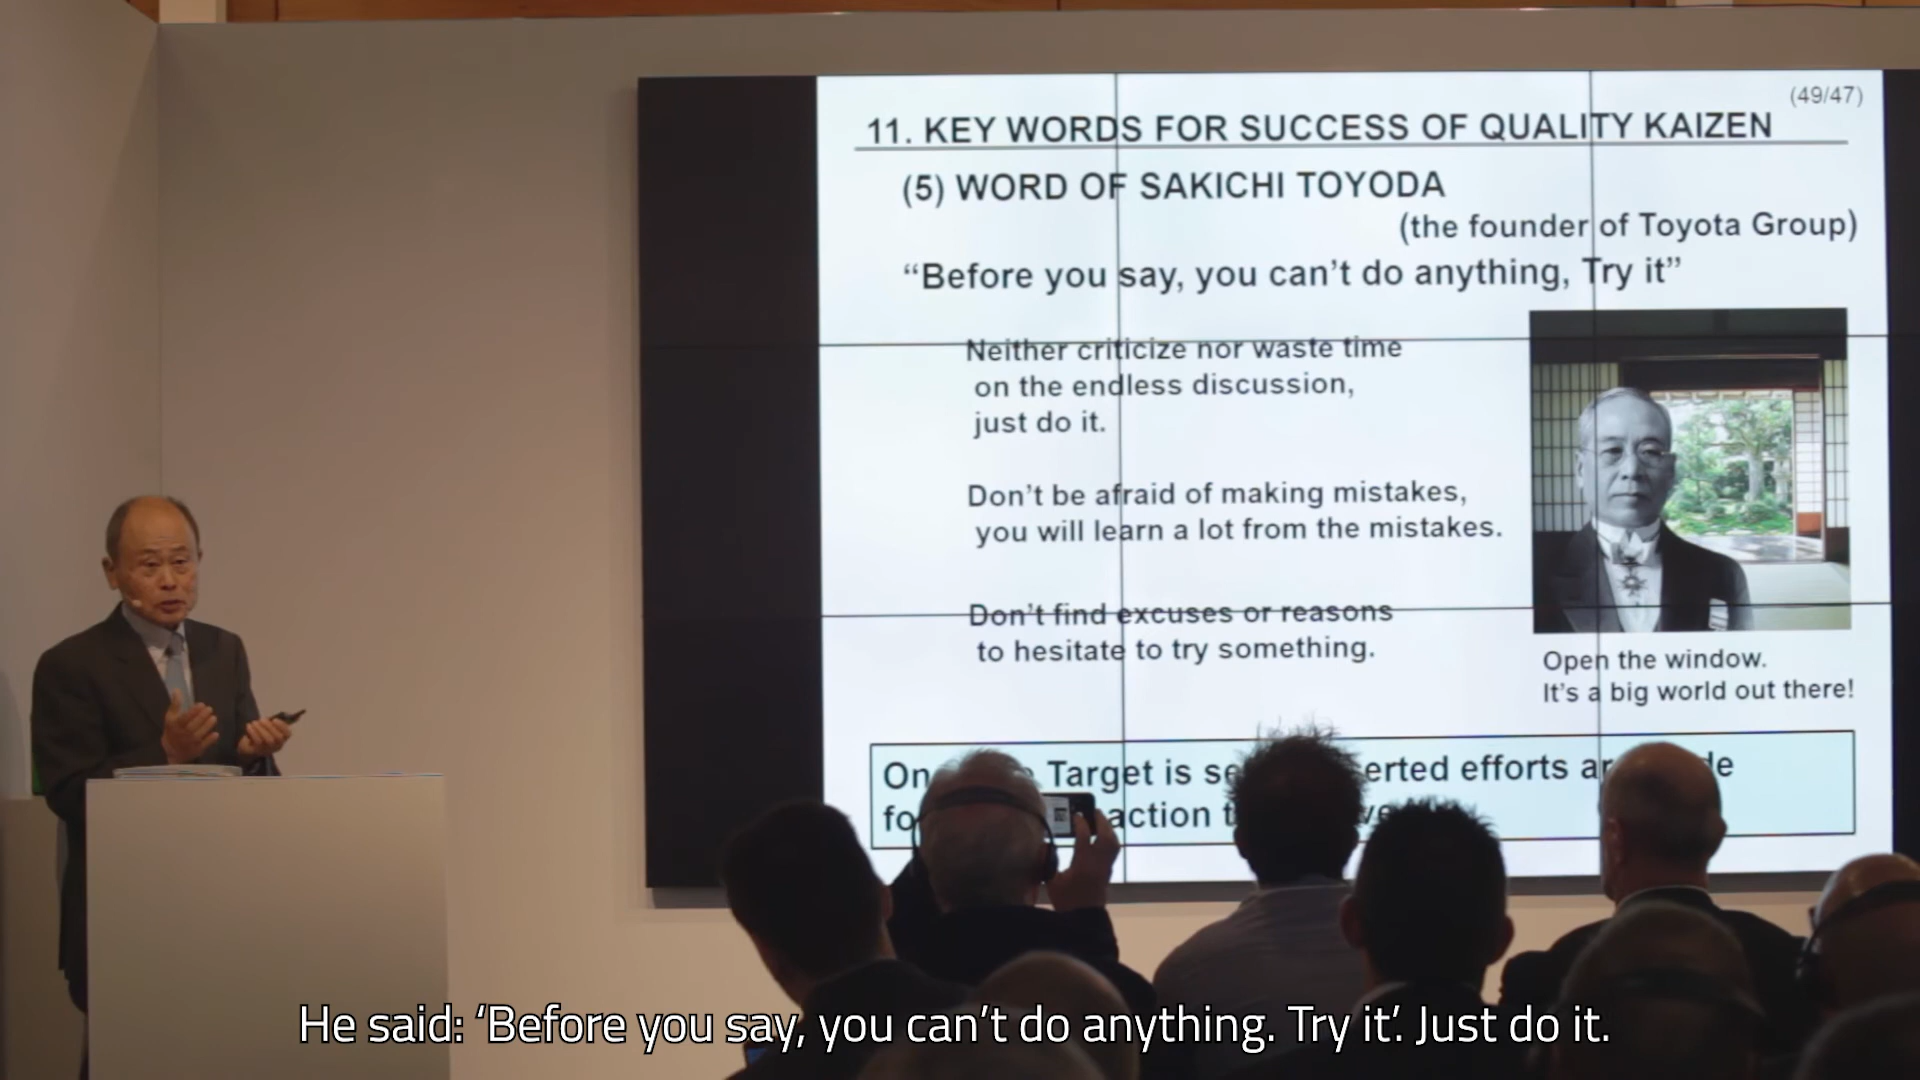 (49/47)
11. KEY WORDS FOR SUCCESS OF QUALITY KAIZEN
(5) WORD OF SAKICHI TOYODA
(the founder of Toyota Group)
“Before you say, you can’t do anything, Try it”
Neither criticize nor waste time
on the endless discussion,
just do it.
Don’t be afraid of making mistakes,
you will learn a lot from the mistakes.
Don’t find excuses or reasons
to hesitate to try something.
Open the window.
It’s a big world out there!
Target is efforts
action
He said: ‘Before you say, you can’t do anything. Try it’. Just do it.